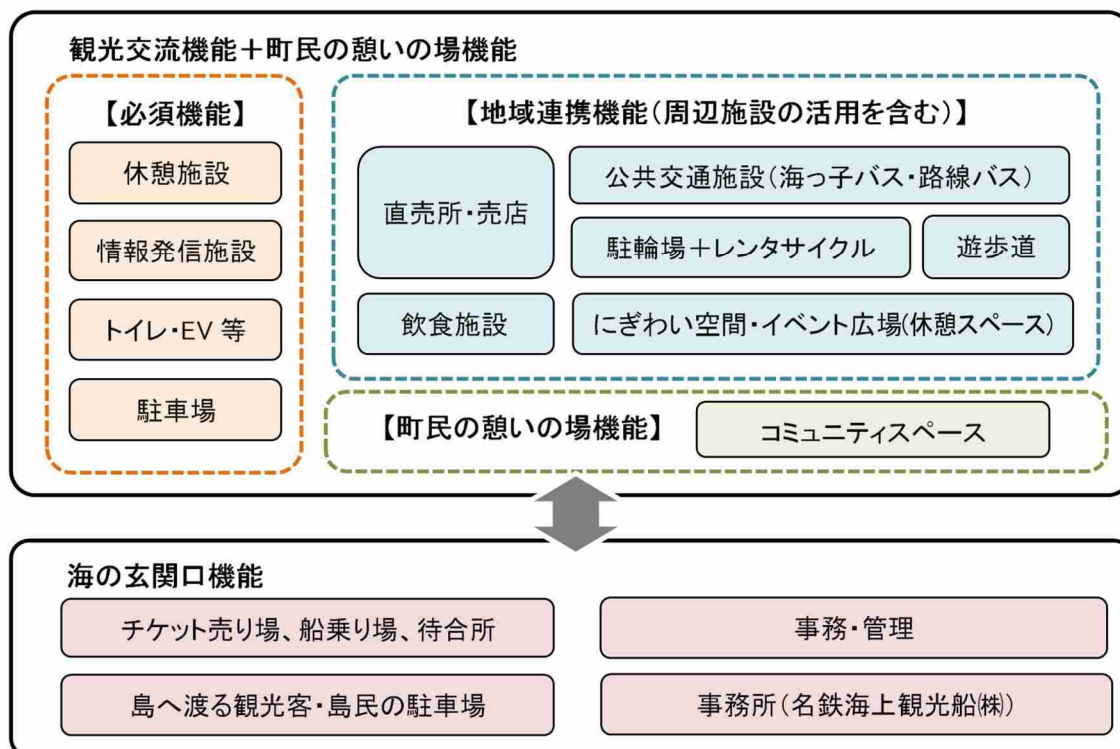 観光交流機能＋町民の憩いの場機能
【必須機能】
休憩施設
情報発信施設
トイレ・EV 等
駐車場
【地域連携機能（周辺施設の活用を含む）】
直売所・売店
公共交通施設（海っ子バス・路線バス）
駐輪場＋レンタサイクル
遊歩道
飲食施設
にぎわい空間・イベント広場(休憩スペース）
【町民の憩いの場機能】
コミュニティスペース
海の玄関口機能
チケット売り場、船乗り場、待合所
事務・管理
島へ渡る観光客・島民の駐車場
事務所（名鉄海上観光船㈱）